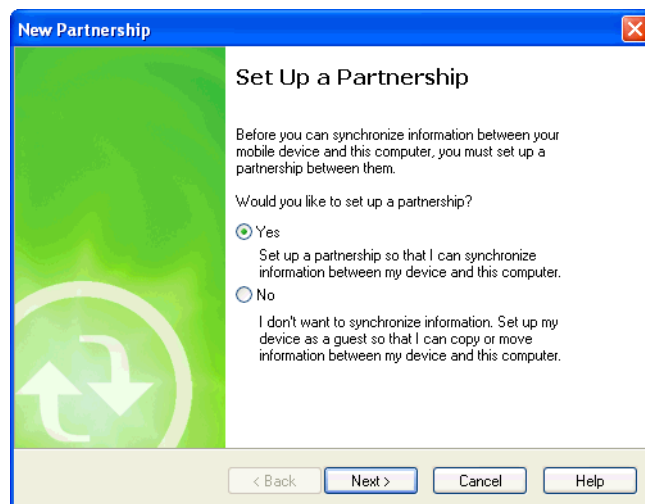 New Partnership
Set Up a Partnership
Before you can synchronize information between your
mobile device and this computer, you must set up a
partnership between them.
Would you like to set up a partnership?
Yes
Set up a partnership so that I can synchronize
information between my device and this computer.
No
I don't want to synchronize information. Set up my
device as a guest so that I can copy or move
information between my device and this computer.
< Back Next > Cancel Help